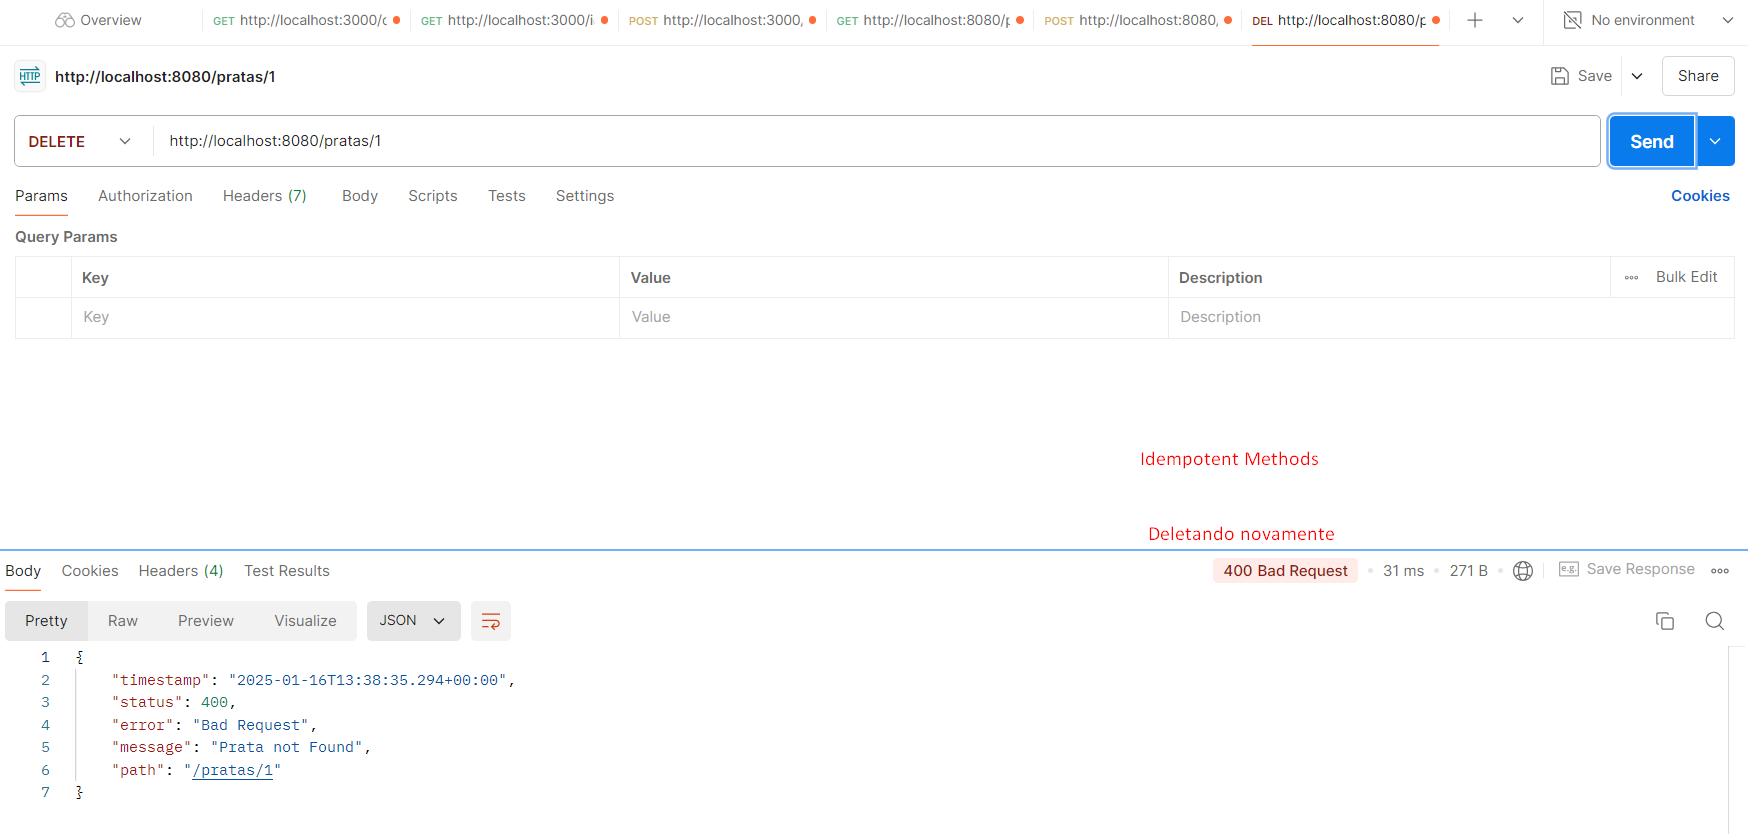 Overview GET http://localhost:3000/c GET http://localhost:3000/i POST http://localhost:3000, GET http://localhost:8080/p POST http://localhost:8080, DEL http://localhost:8080/p No environment
HTTP http://localhost:8080/pratas/1 Save Share
DELETE http://localhost:8080/pratas/1 Send
Params Authorization Headers (7) Body Scripts Tests Settings Cookies
Query Params
Key Value Description Bulk Edit
Key Value Description
Idempotent Methods
Deletando novamente
Body Cookies Headers (4) Test Results 400 Bad Request 31 ms 271 B e.g. Save Response
Pretty Raw Preview Visualize JSON
1 {
2 "timestamp": "2025-01-16T13:38:35.294+00:00",
3 "status": 400,
4 "error": "Bad Request",
5 "message": "Prata not Found",
6 "path": "/pratas/1"
7 }